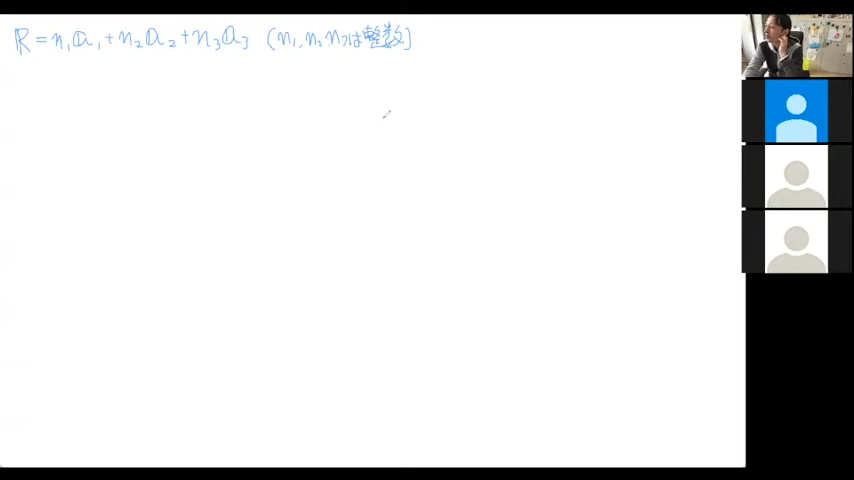 ℝ = n₁𝕒₁ + n₂𝕒₂ + n₃𝕒₃ (n₁, n₂ n₃は整数)